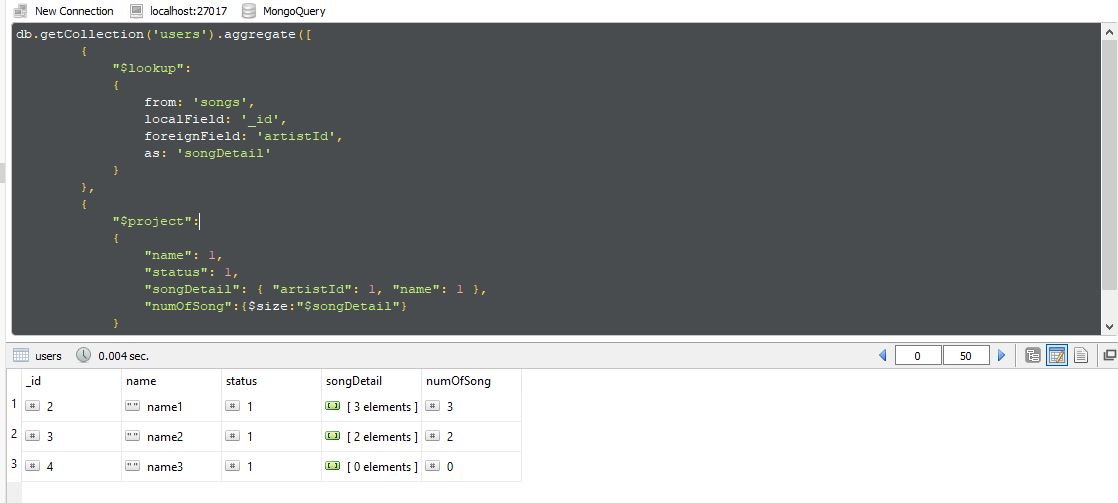 New Connection localhost:27017 MongoQuery
db.getCollection('users').aggregate([
{
"$lookup":
{
from: 'songs',
localField: '_id',
foreignField: 'artistId',
as: 'songDetail'
}
},
{
"$project":
{
"name": 1,
"status": 1,
"songDetail": { "artistId": 1, "name": 1 },
"numOfSong":{$size:"$songDetail"}
}
users 0.004 sec. 0 50
_id name status songDetail numOfSong
1 # 2 "" name1 # 1 [ 3 elements ] # 3
2 # 3 "" name2 # 1 [ 2 elements ] # 2
3 # 4 "" name3 # 1 [ 0 elements ] # 0